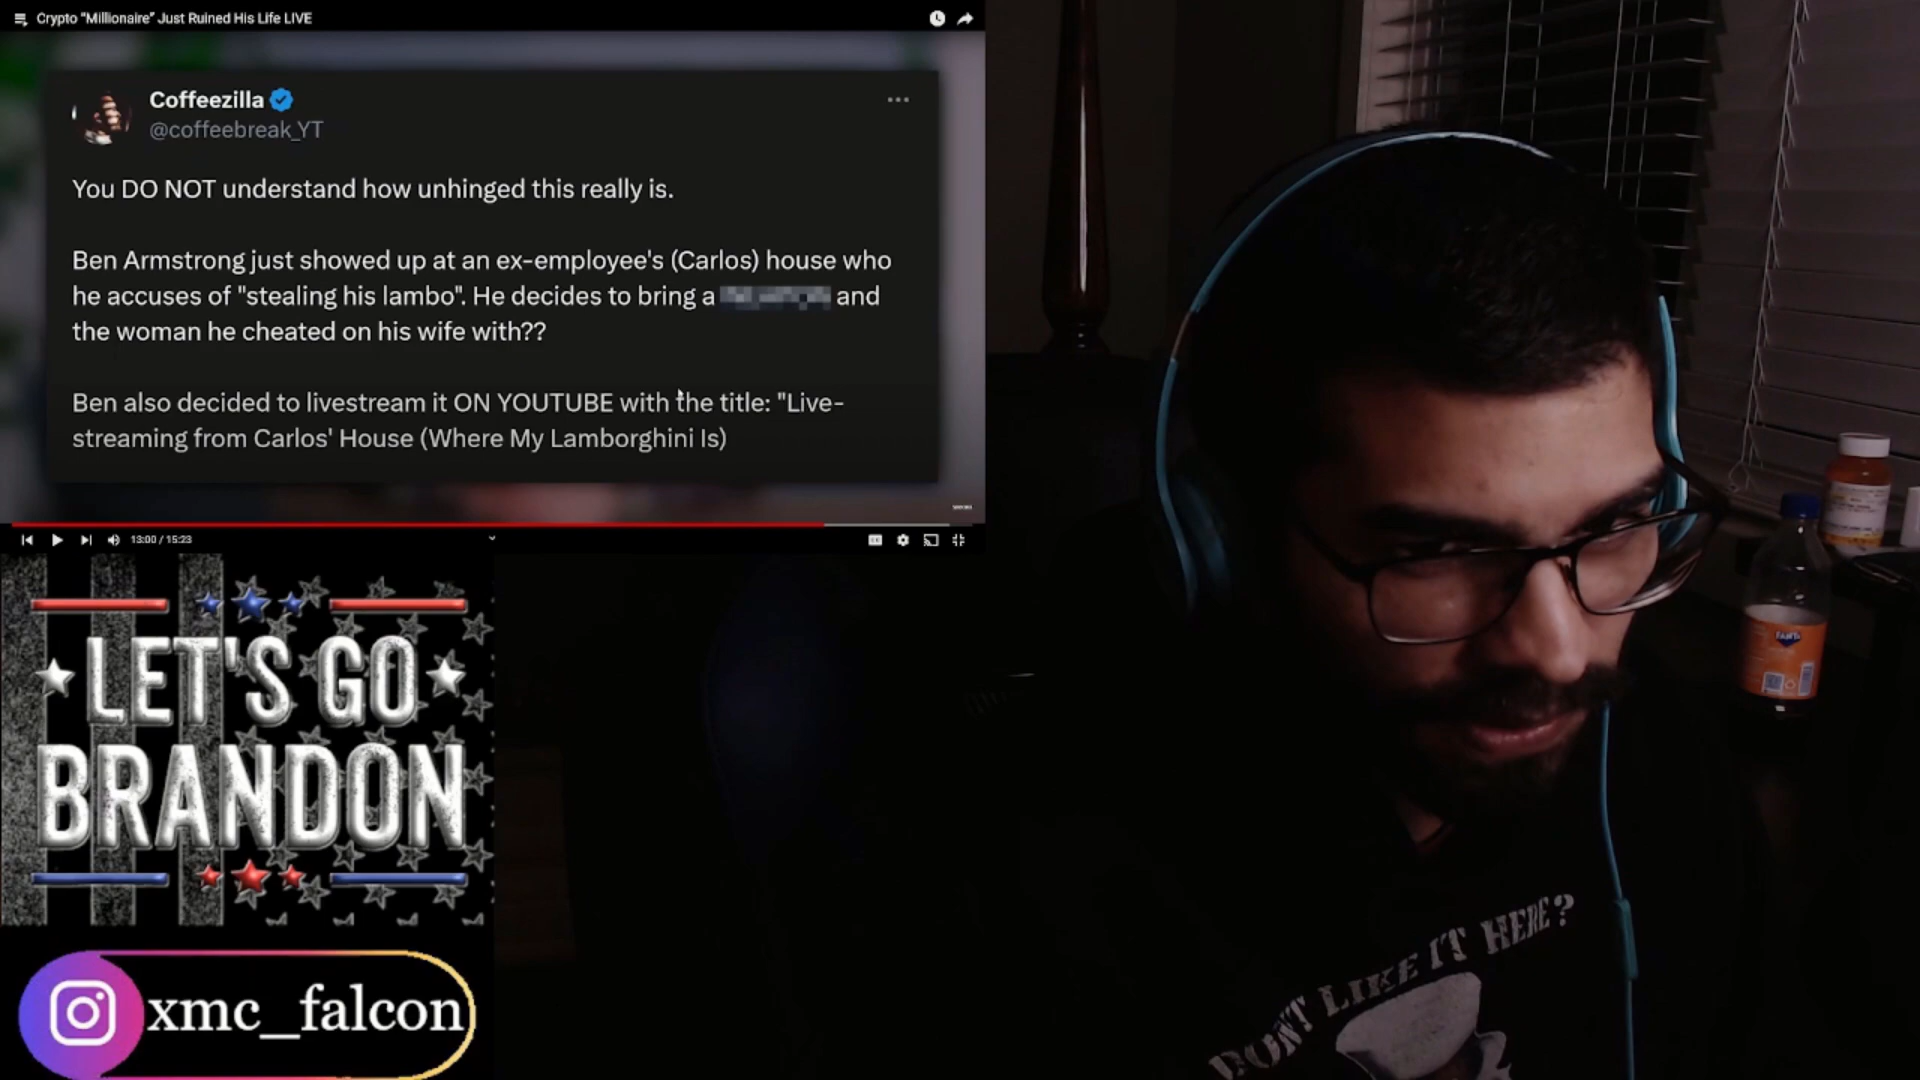 Crypto "Millionaire" Just Ruined His Life LIVE
Coffeezilla
@coffeebreak_YT
You DO NOT understand how unhinged this really is.
Ben Armstrong just showed up at an ex-employee's (Carlos) house who
he accuses of "stealing his lambo". He decides to bring a and
the woman he cheated on his wife with??
Ben also decided to livestream it ON YOUTUBE with the title: "Live-
streaming from Carlos' House (Where My Lamborghini Is)
13:00 / 15:23
LET'S GO
BRANDON
xmc_falcon
DON'T LIKE IT HERE?
FANTA